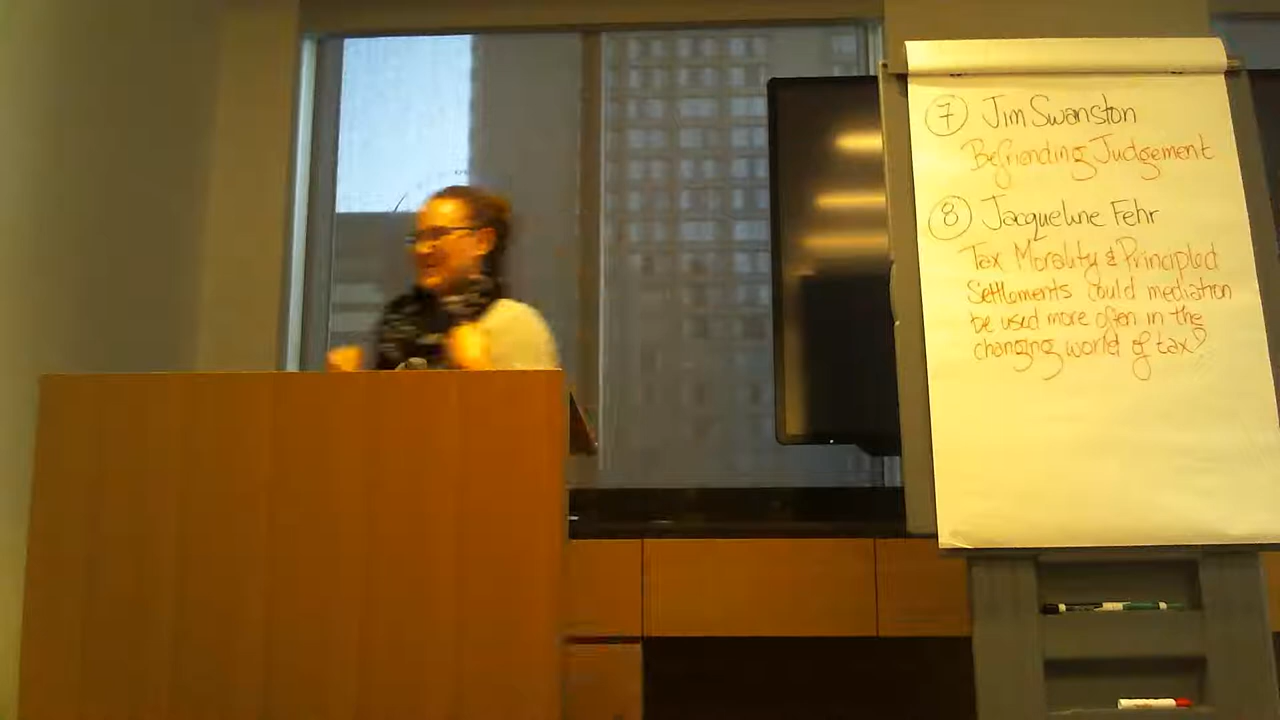 7 Jim Swanston
Befriending Judgement
8 Jacqueline Fehr
Tax Morality & Principled
Settlements could mediation
be used more often in the
changing world of tax?